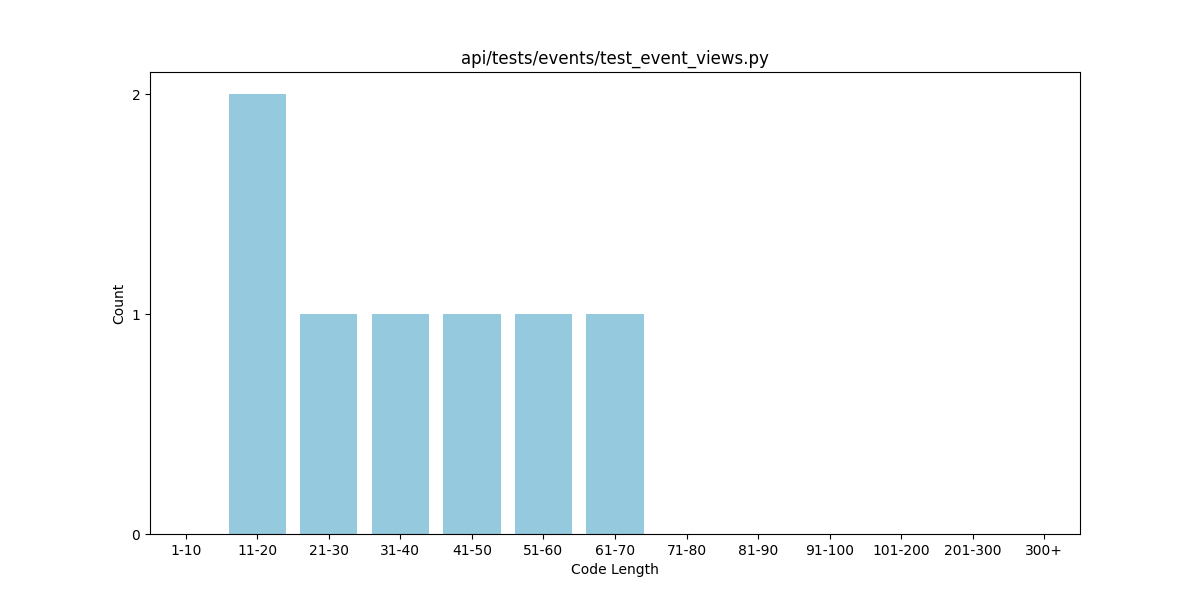 api/tests/events/test_event_views.py
2
1
0
Count
1-10 11-20 21-30 31-40 41-50 51-60 61-70 71-80 81-90 91-100 101-200 201-300 300+
Code Length